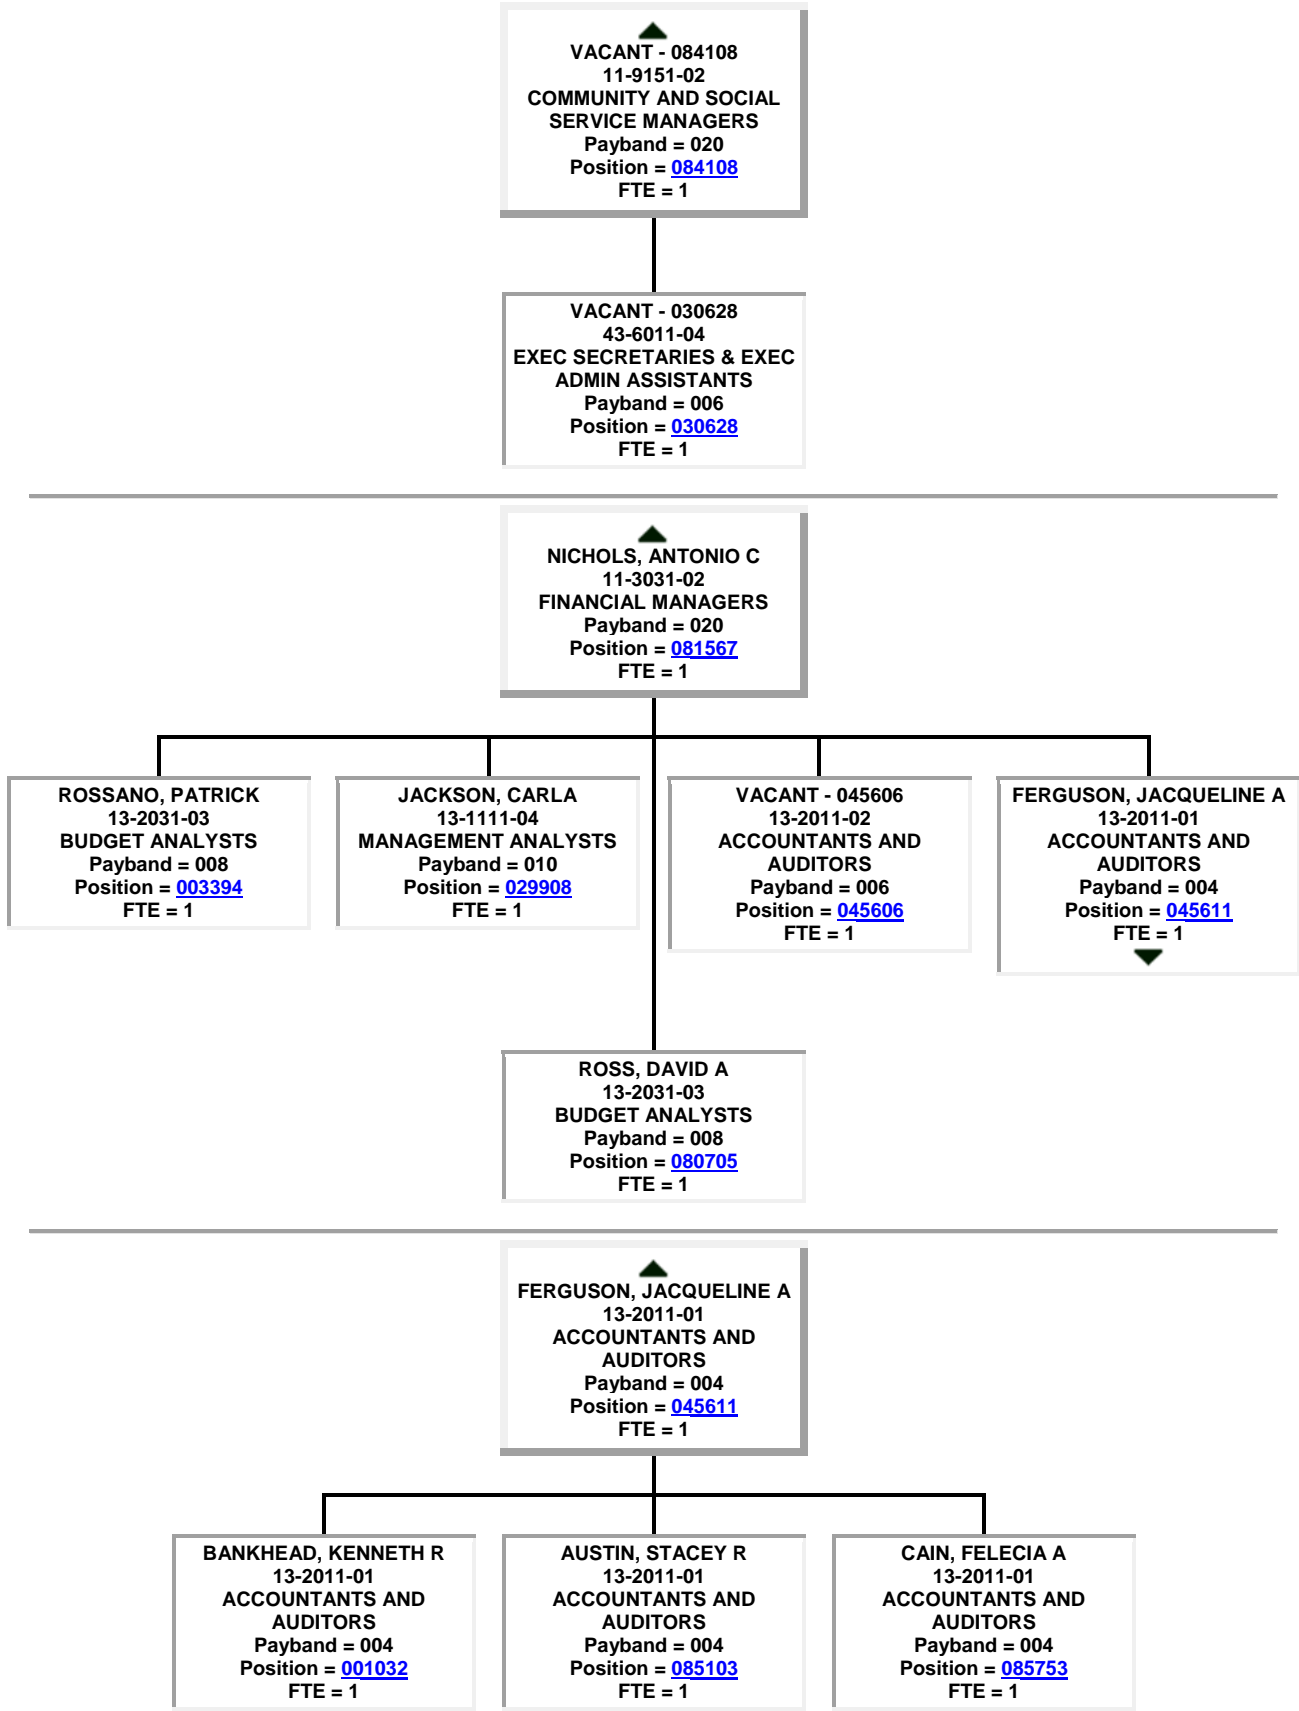 VACANT - 084108
11-9151-02
COMMUNITY AND SOCIAL
SERVICE MANAGERS
Payband = 020
Position = 084108
FTE = 1
VACANT - 030628
43-6011-04
EXEC SECRETARIES & EXEC
ADMIN ASSISTANTS
Payband = 006
Position = 030628
FTE = 1
NICHOLS, ANTONIO C
11-3031-02
FINANCIAL MANAGERS
Payband = 020
Position = 081567
FTE = 1
ROSSANO, PATRICK
13-2031-03
BUDGET ANALYSTS
Payband = 008
Position = 003394
FTE = 1
JACKSON, CARLA
13-1111-04
MANAGEMENT ANALYSTS
Payband = 010
Position = 029908
FTE = 1
VACANT - 045606
13-2011-02
ACCOUNTANTS AND
AUDITORS
Payband = 006
Position = 045606
FTE = 1
FERGUSON, JACQUELINE A
13-2011-01
ACCOUNTANTS AND
AUDITORS
Payband = 004
Position = 045611
FTE = 1
ROSS, DAVID A
13-2031-03
BUDGET ANALYSTS
Payband = 008
Position = 080705
FTE = 1
FERGUSON, JACQUELINE A
13-2011-01
ACCOUNTANTS AND
AUDITORS
Payband = 004
Position = 045611
FTE = 1
BANKHEAD, KENNETH R
13-2011-01
ACCOUNTANTS AND
AUDITORS
Payband = 004
Position = 001032
FTE = 1
AUSTIN, STACEY R
13-2011-01
ACCOUNTANTS AND
AUDITORS
Payband = 004
Position = 085103
FTE = 1
CAIN, FELECIA A
13-2011-01
ACCOUNTANTS AND
AUDITORS
Payband = 004
Position = 085753
FTE = 1